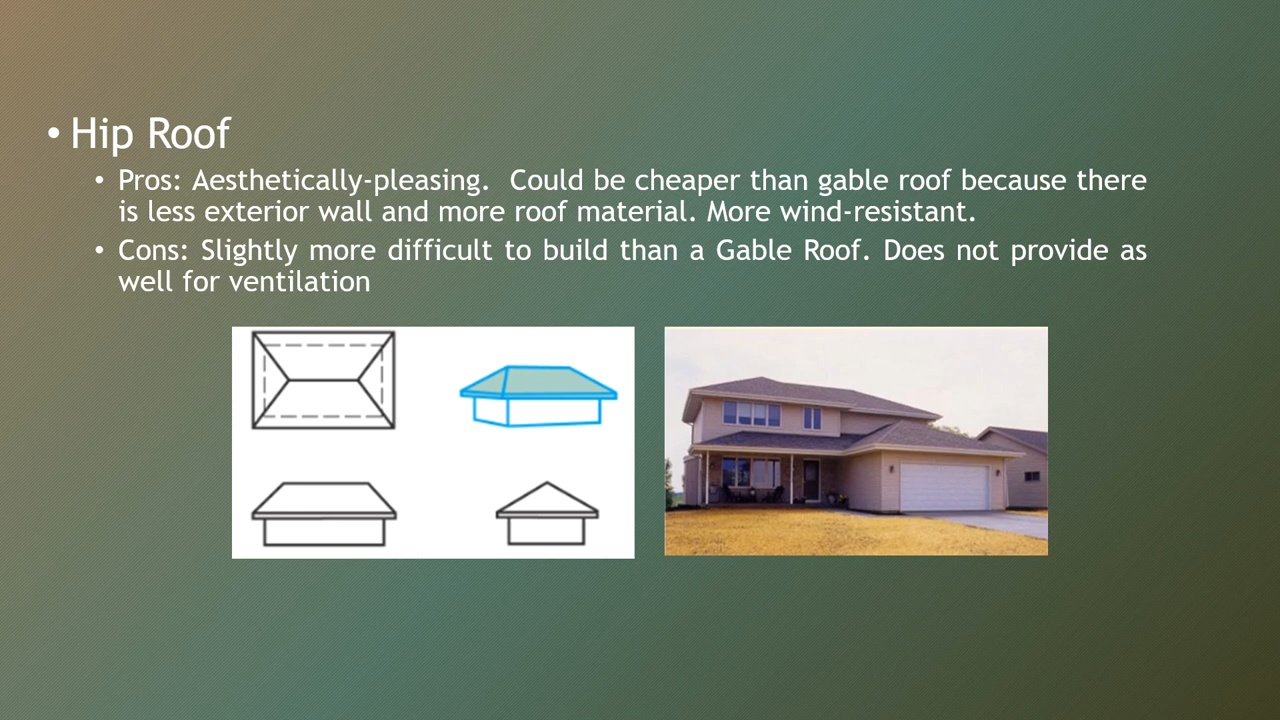 • Hip Roof
• Pros: Aesthetically-pleasing.  Could be cheaper than gable roof because there
is less exterior wall and more roof material. More wind-resistant.
• Cons: Slightly more difficult to build than a Gable Roof. Does not provide as
well for ventilation